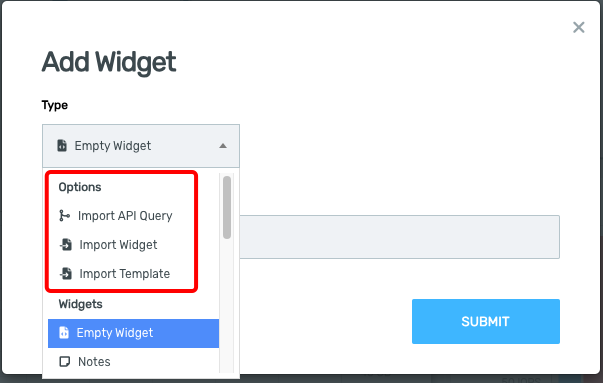 Add Widget
Type
Empty Widget
Options
Import API Query
Import Widget
Import Template
Widgets
Empty Widget
Notes
SUBMIT